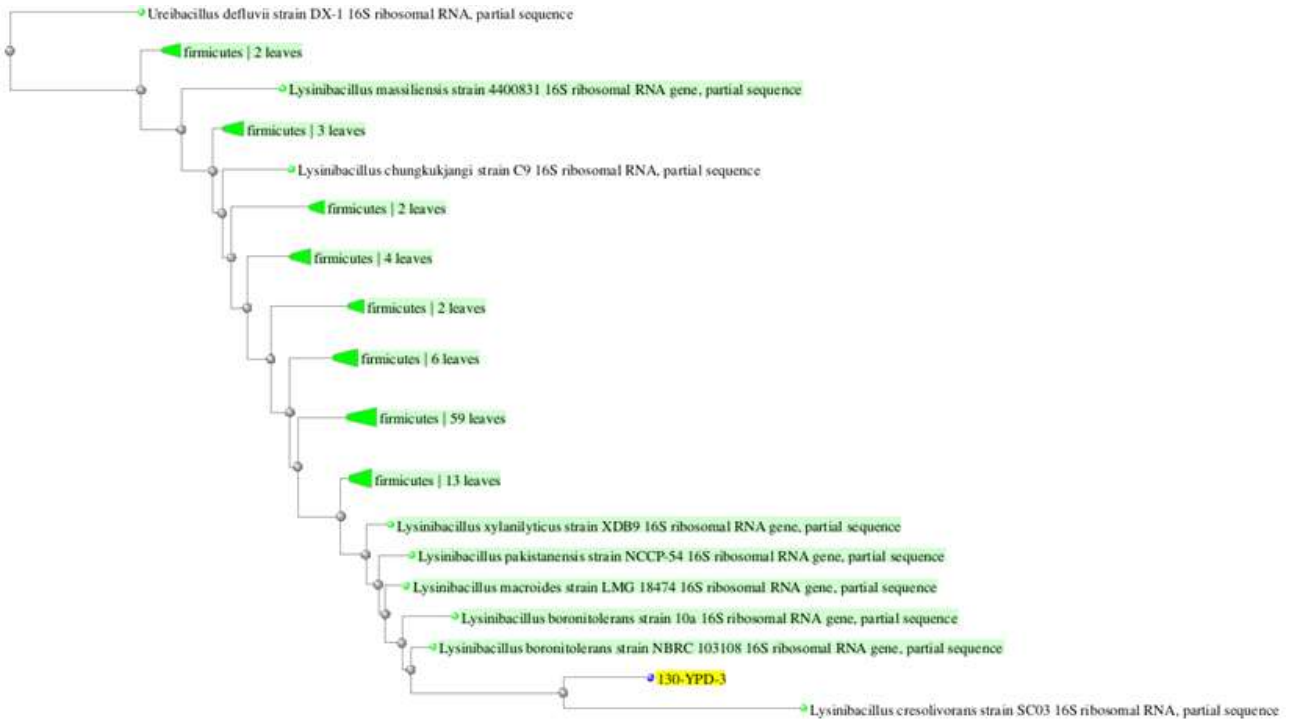 Ureibacillus defluvii strain DX-1 16S ribosomal RNA, partial sequence
firmicutes | 2 leaves
Lysinibacillus massiliensis strain 4400831 16S ribosomal RNA gene, partial sequence
firmicutes | 3 leaves
Lysinibacillus chungkukjangi strain C9 16S ribosomal RNA, partial sequence
firmicutes | 2 leaves
firmicutes | 4 leaves
firmicutes | 2 leaves
firmicutes | 6 leaves
firmicutes | 59 leaves
firmicutes | 13 leaves
Lysinibacillus xylanilyticus strain XDB9 16S ribosomal RNA gene, partial sequence
Lysinibacillus pakistanensis strain NCCP-54 16S ribosomal RNA gene, partial sequence
Lysinibacillus macroides strain LMG 18474 16S ribosomal RNA gene, partial sequence
Lysinibacillus boronitolerans strain 10a 16S ribosomal RNA gene, partial sequence
Lysinibacillus boronitolerans strain NBRC 103108 16S ribosomal RNA gene, partial sequence
130-YPD-3
Lysinibacillus cresolivorans strain SC03 16S ribosomal RNA, partial sequence